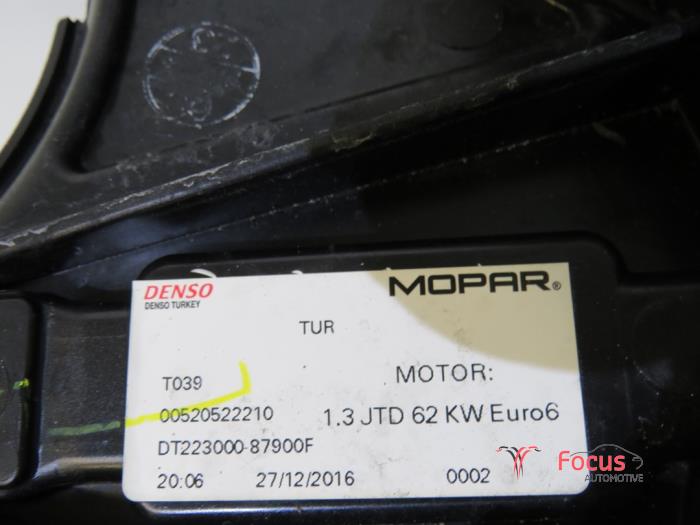 DENSO
DENSO TURKEY
MOPAR®
TUR
T039
MOTOR:
00520522210
1.3 JTD 62 KW Euro6
DT223000-87900F
20:06 27/12/2016 0002
Focus
AUTOMOTIVE